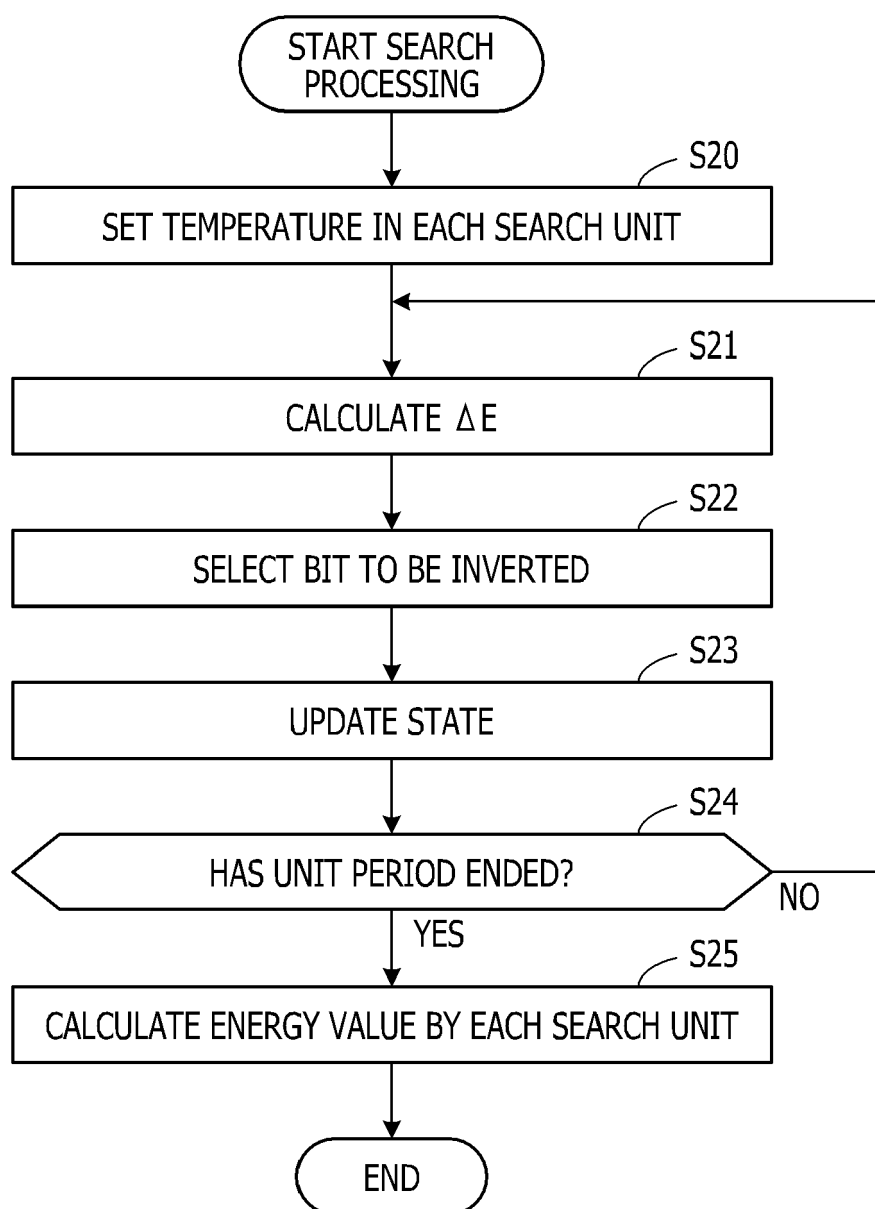 START SEARCH
PROCESSING
S20
SET TEMPERATURE IN EACH SEARCH UNIT
S21
CALCULATE Δ E
S22
SELECT BIT TO BE INVERTED
S23
UPDATE STATE
S24
HAS UNIT PERIOD ENDED?
NO
YES
S25
CALCULATE ENERGY VALUE BY EACH SEARCH UNIT
END